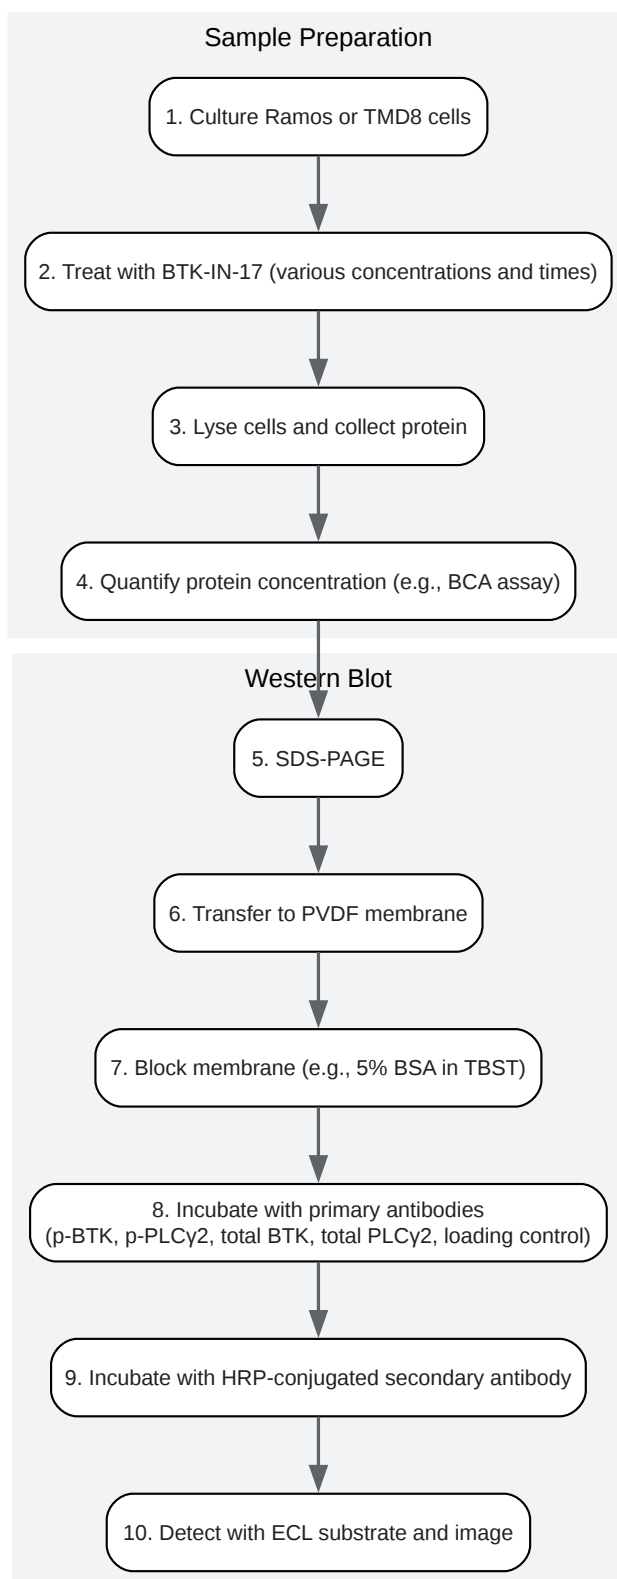 Sample Preparation
1. Culture Ramos or TMD8 cells
2. Treat with BTK-IN-17 (various concentrations and times)
3. Lyse cells and collect protein
4. Quantify protein concentration (e.g., BCA assay)
Western Blot
5. SDS-PAGE
6. Transfer to PVDF membrane
7. Block membrane (e.g., 5% BSA in TBST)
8. Incubate with primary antibodies
(p-BTK, p-PLCγ2, total BTK, total PLCγ2, loading control)
9. Incubate with HRP-conjugated secondary antibody
10. Detect with ECL substrate and image